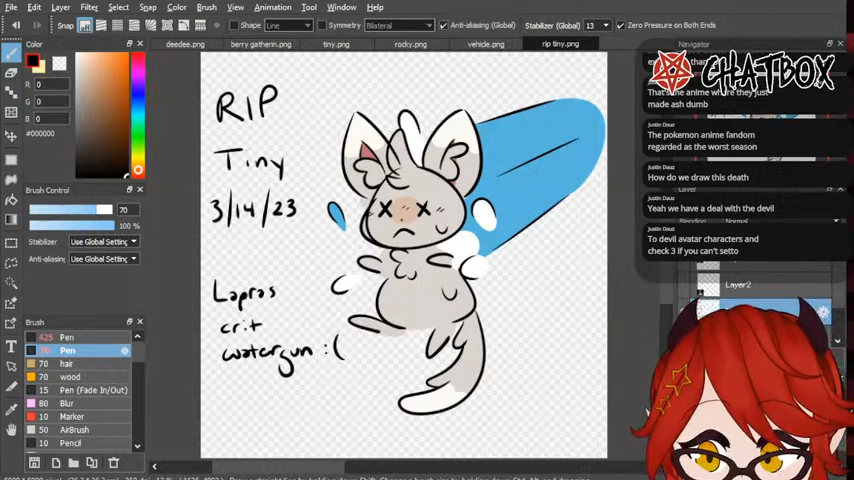 File Edit Layer Filter Select Snap Color Brush View Animation Tool Window Help
Snap Shape Line Symmetry Bilateral Anti-aliasing (Global) Stabilizer (Global) 13 Zero Pressure on Both Ends
deedee.png berry gatherin.png tiny.png rocky.png vehicle.png rip tiny.png
Color
R 0
G 0
B 0
#000000
Brush Control
70
100 %
Stabilizer Use Global Setting
Anti-aliasing: Use Global Setting
Brush
425 Pen
70 Pen
70 hair
70 wood
15 Pen (Fade In/Out)
80 Blur
10 Marker
50 AirBrush
10 Pencil
RIP
Tiny
3/14/23
Lapras
crit
watergun :(
Navigator
CHATBOX
That's the anime where they just
made ash dumb
Justin Douz
The pokemon anime fandom
regarded as the worst season
Justin Douz
How do we draw this death
Justin Douz
Yeah we have a deal with the devil
Justin Douz
To devil avatar characters and
check 3 if you can't setto
Layer2